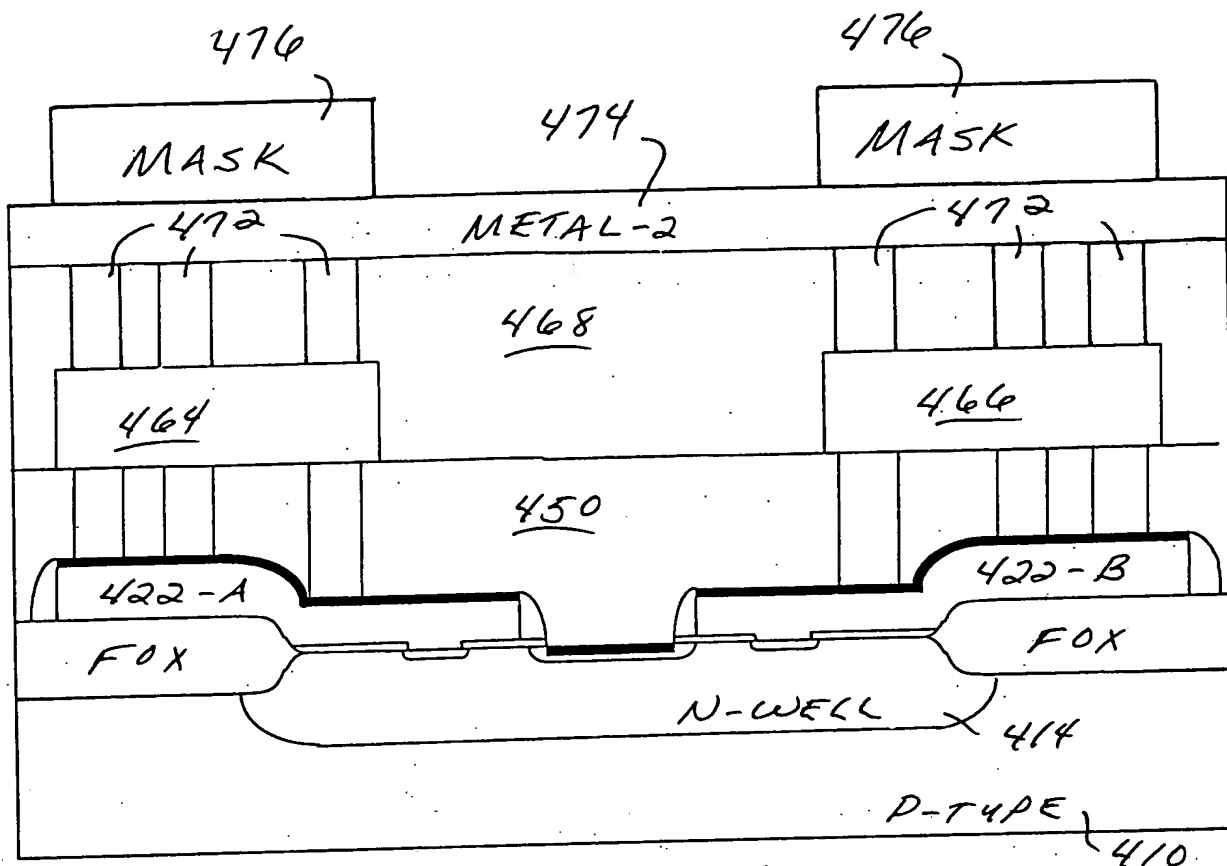 476
476
MASK
474
MASK
472
METAL-2
472
468
464
466
450
422-A
422-B
FOX
FOX
N-WELL
414
P-TYPE
410